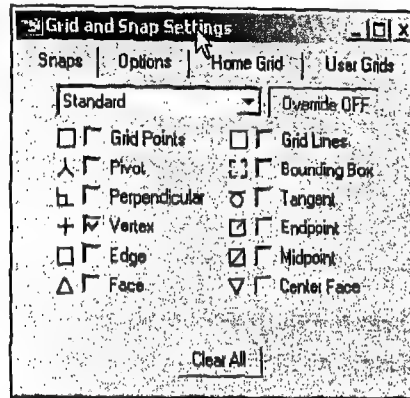 Grid and Snap Settings
Snaps Options Home Grid User Grids
Standard Override OFF
Grid Points Grid Lines
Pivot Bounding Box
Perpendicular Tangent
Vertex Endpoint
Edge Midpoint
Face Center Face
Clear All